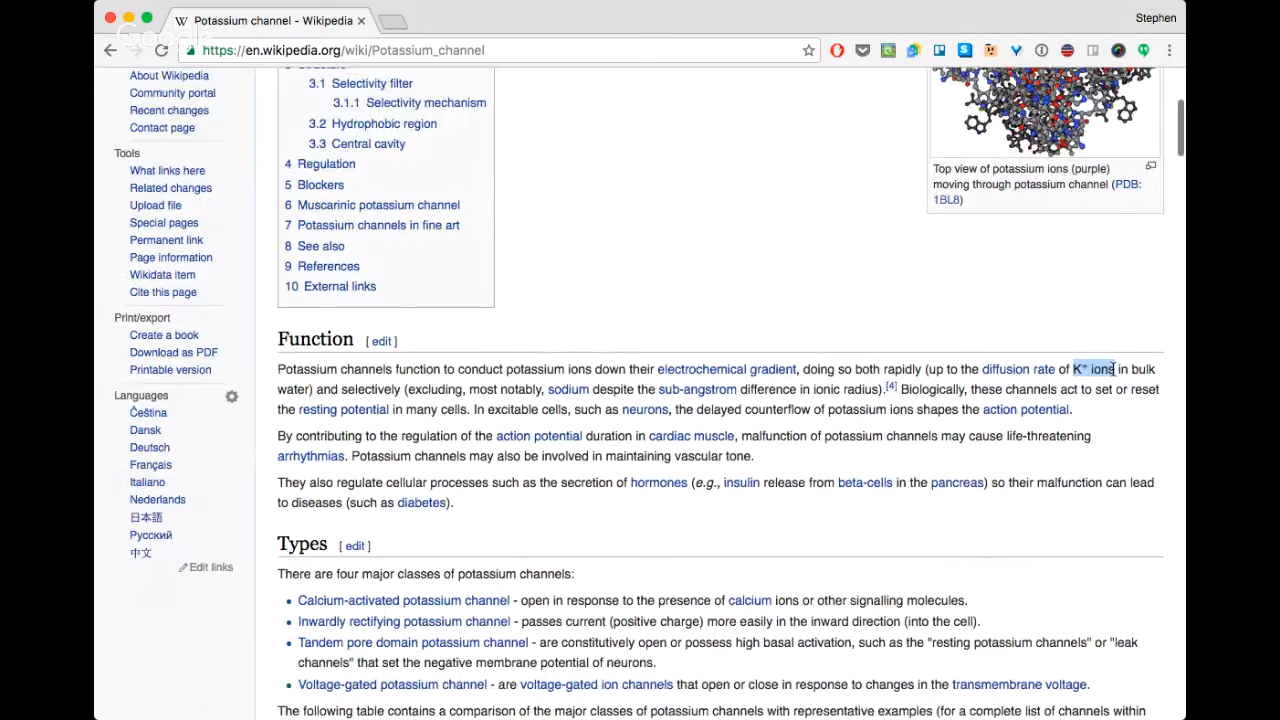 Potassium channel - Wikipedia
Stephen
Google
https://en.wikipedia.org/wiki/Potassium_channel
About Wikipedia
Community portal
Recent changes
Contact page
Tools
What links here
Related changes
Upload file
Special pages
Permanent link
Page information
Wikidata item
Cite this page
Print/export
Create a book
Download as PDF
Printable version
Languages
Čeština
Dansk
Deutsch
Français
Italiano
Nederlands
日本語
Русский
中文
Edit links
3 Structure
3.1 Selectivity filter
3.1.1 Selectivity mechanism
3.2 Hydrophobic region
3.3 Central cavity
4 Regulation
5 Blockers
6 Muscarinic potassium channel
7 Potassium channels in fine art
8 See also
9 References
10 External links
Top view of potassium ions (purple)
moving through potassium channel (PDB:
1BL8)
Function [ edit ]
Potassium channels function to conduct potassium ions down their electrochemical gradient, doing so both rapidly (up to the diffusion rate of K⁺ ions in bulk
water) and selectively (excluding, most notably, sodium despite the sub-angstrom difference in ionic radius).[4] Biologically, these channels act to set or reset
the resting potential in many cells. In excitable cells, such as neurons, the delayed counterflow of potassium ions shapes the action potential.
By contributing to the regulation of the action potential duration in cardiac muscle, malfunction of potassium channels may cause life-threatening
arrhythmias. Potassium channels may also be involved in maintaining vascular tone.
They also regulate cellular processes such as the secretion of hormones (e.g., insulin release from beta-cells in the pancreas) so their malfunction can lead
to diseases (such as diabetes).
Types [ edit ]
There are four major classes of potassium channels:
• Calcium-activated potassium channel - open in response to the presence of calcium ions or other signalling molecules.
• Inwardly rectifying potassium channel - passes current (positive charge) more easily in the inward direction (into the cell).
• Tandem pore domain potassium channel - are constitutively open or possess high basal activation, such as the "resting potassium channels" or "leak
channels" that set the negative membrane potential of neurons.
• Voltage-gated potassium channel - are voltage-gated ion channels that open or close in response to changes in the transmembrane voltage.
The following table contains a comparison of the major classes of potassium channels with representative examples (for a complete list of channels within